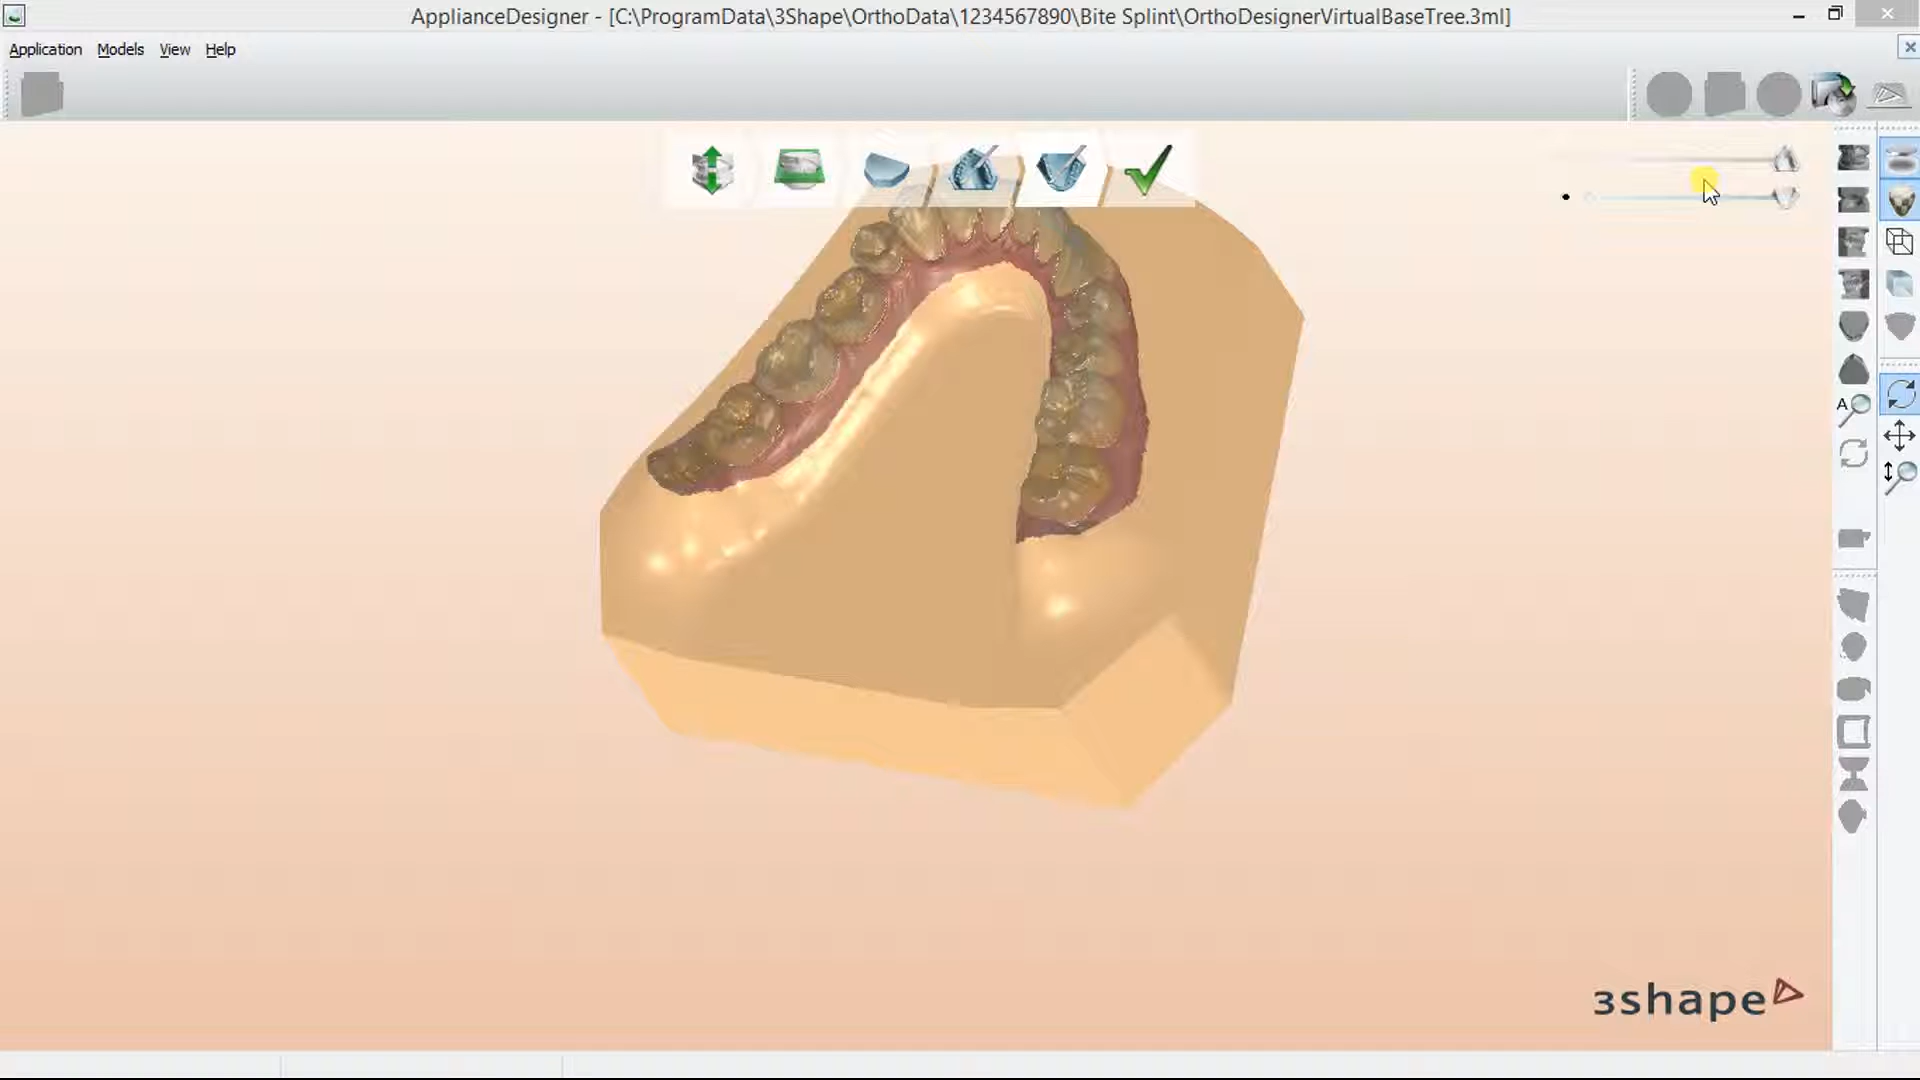 ApplianceDesigner - [C:\ProgramData\3Shape\OrthoData\1234567890\Bite Splint\OrthoDesignerVirtualBaseTree.3ml]
Application Models View Help
A
3shape